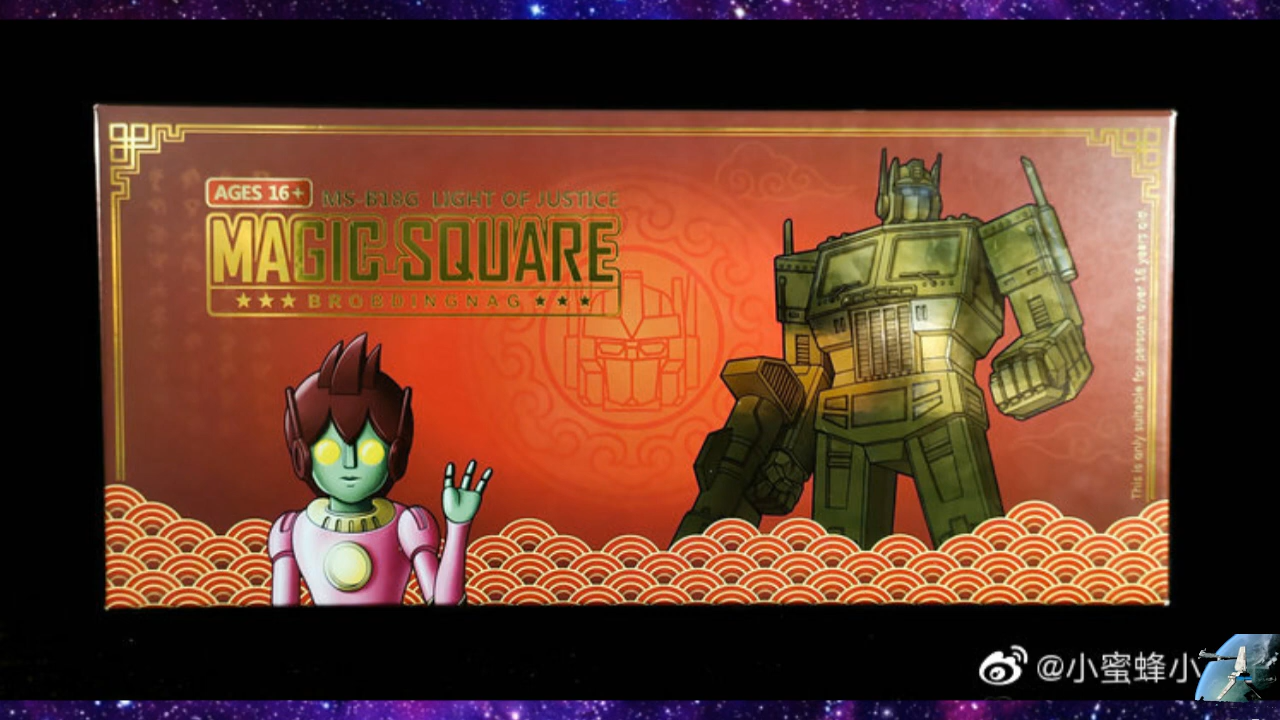 AGES 16+ MS-B18G LIGHT OF JUSTICE
MAGIC SQUARE
★★★ BROBDINGNAG ★★★
This is only suitable for persons over 16 years old.
@小蜜蜂小